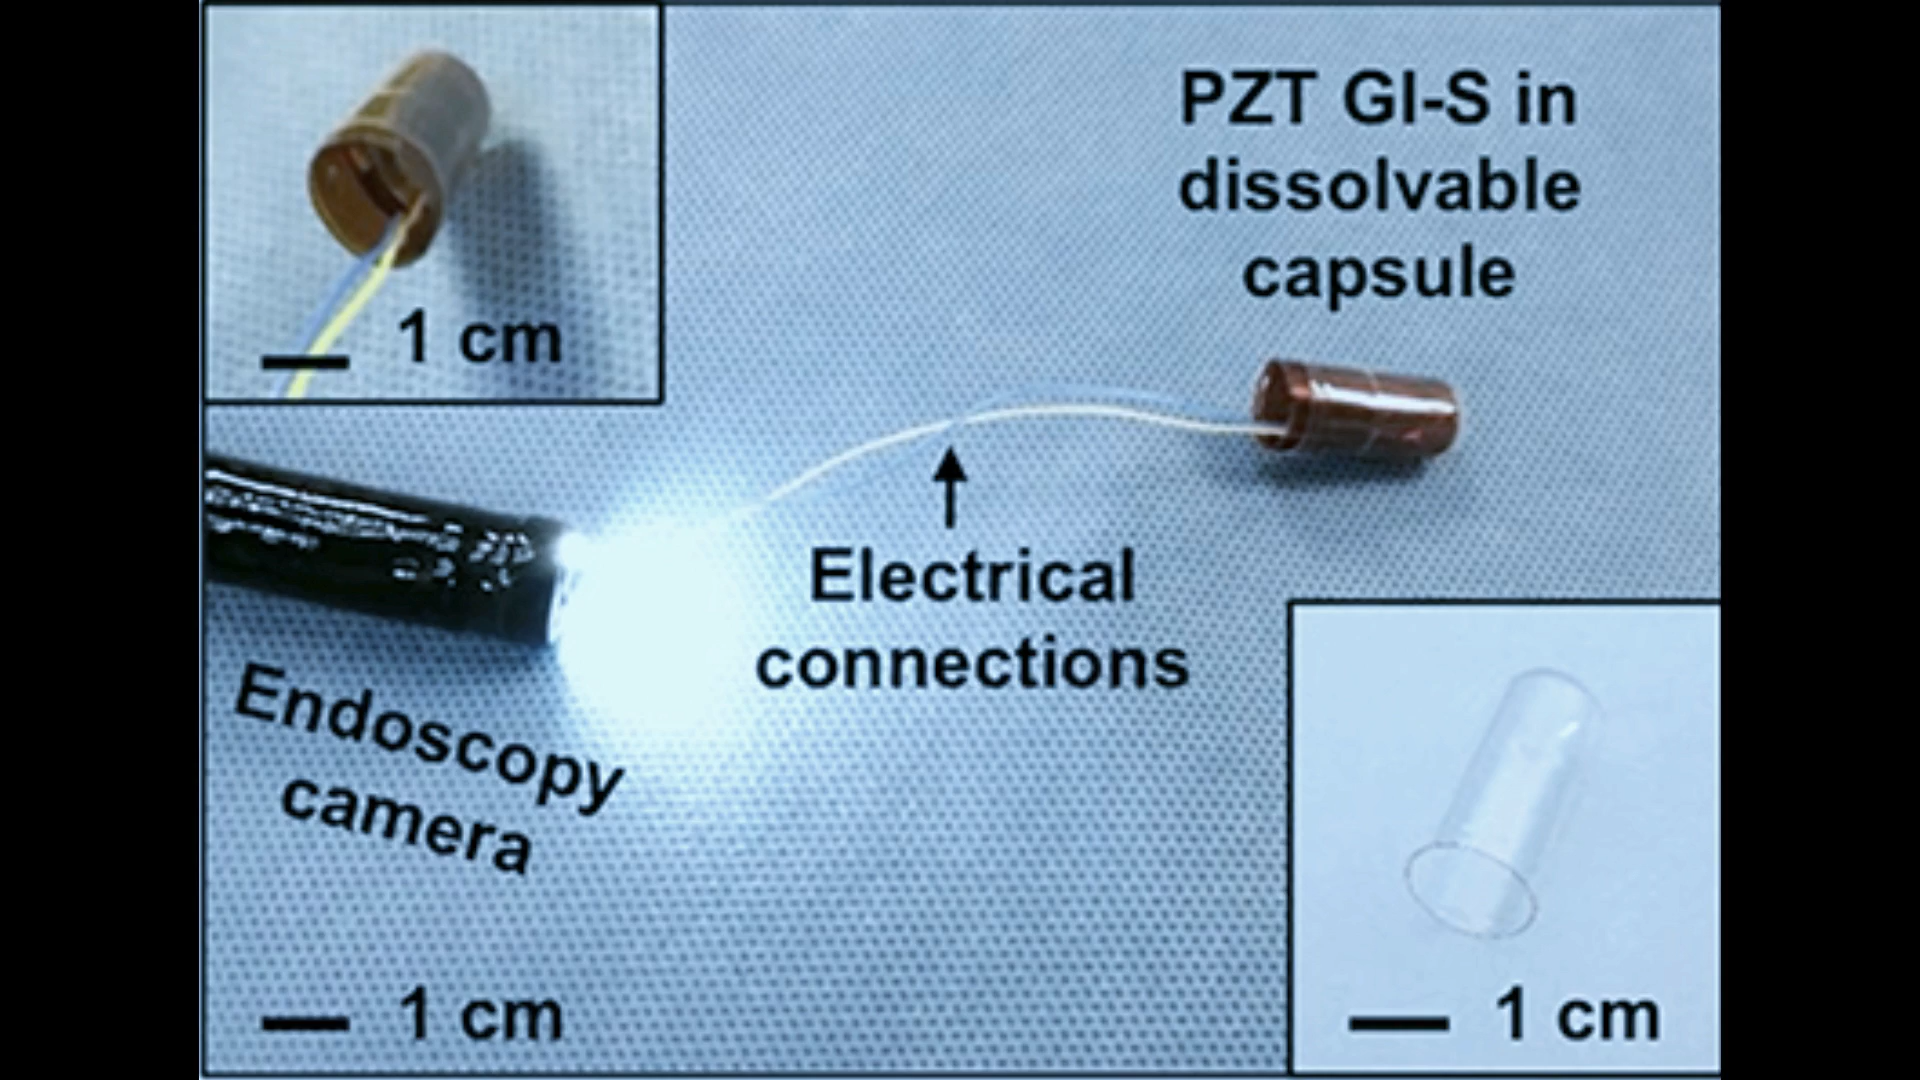 PZT GI-S in
dissolvable
capsule
1 cm
Electrical
connections
Endoscopy
camera
1 cm
1 cm